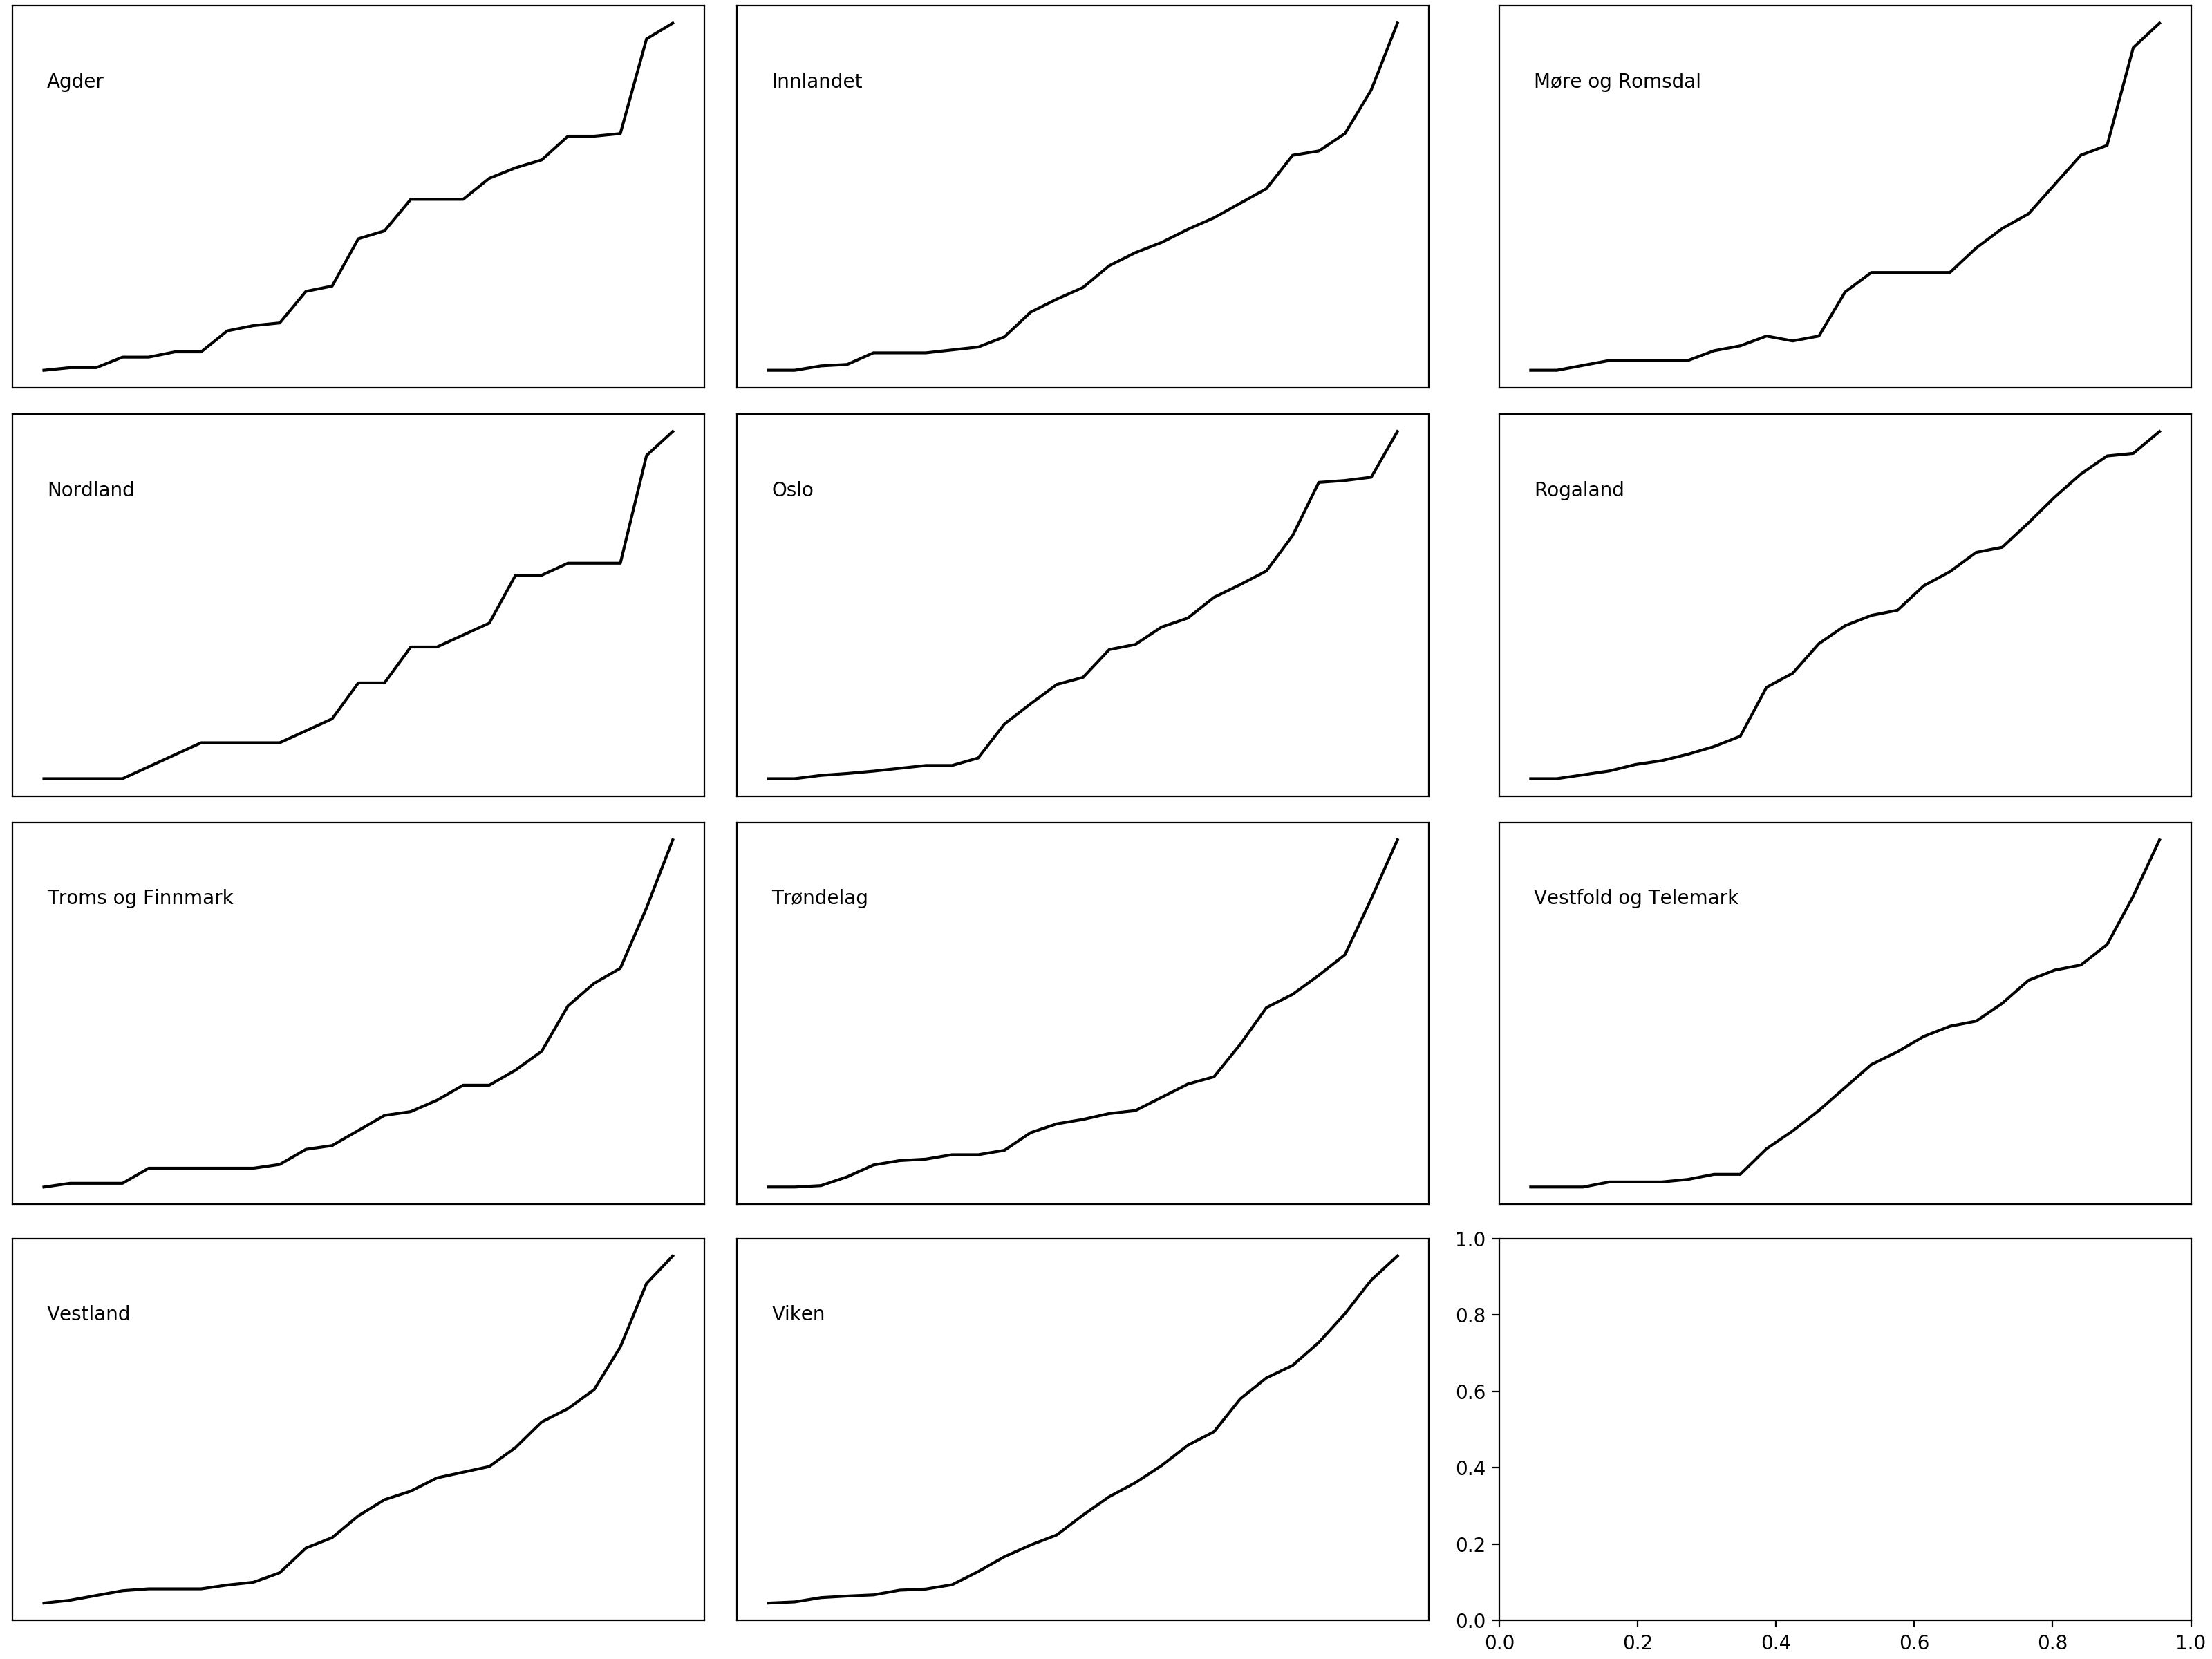 Agder
Innlandet
Møre og Romsdal
Nordland
Oslo
Rogaland
Troms og Finnmark
Trøndelag
Vestfold og Telemark
Vestland
Viken
1.0
0.8
0.6
0.4
0.2
0.0
0.0 0.2 0.4 0.6 0.8 1.0